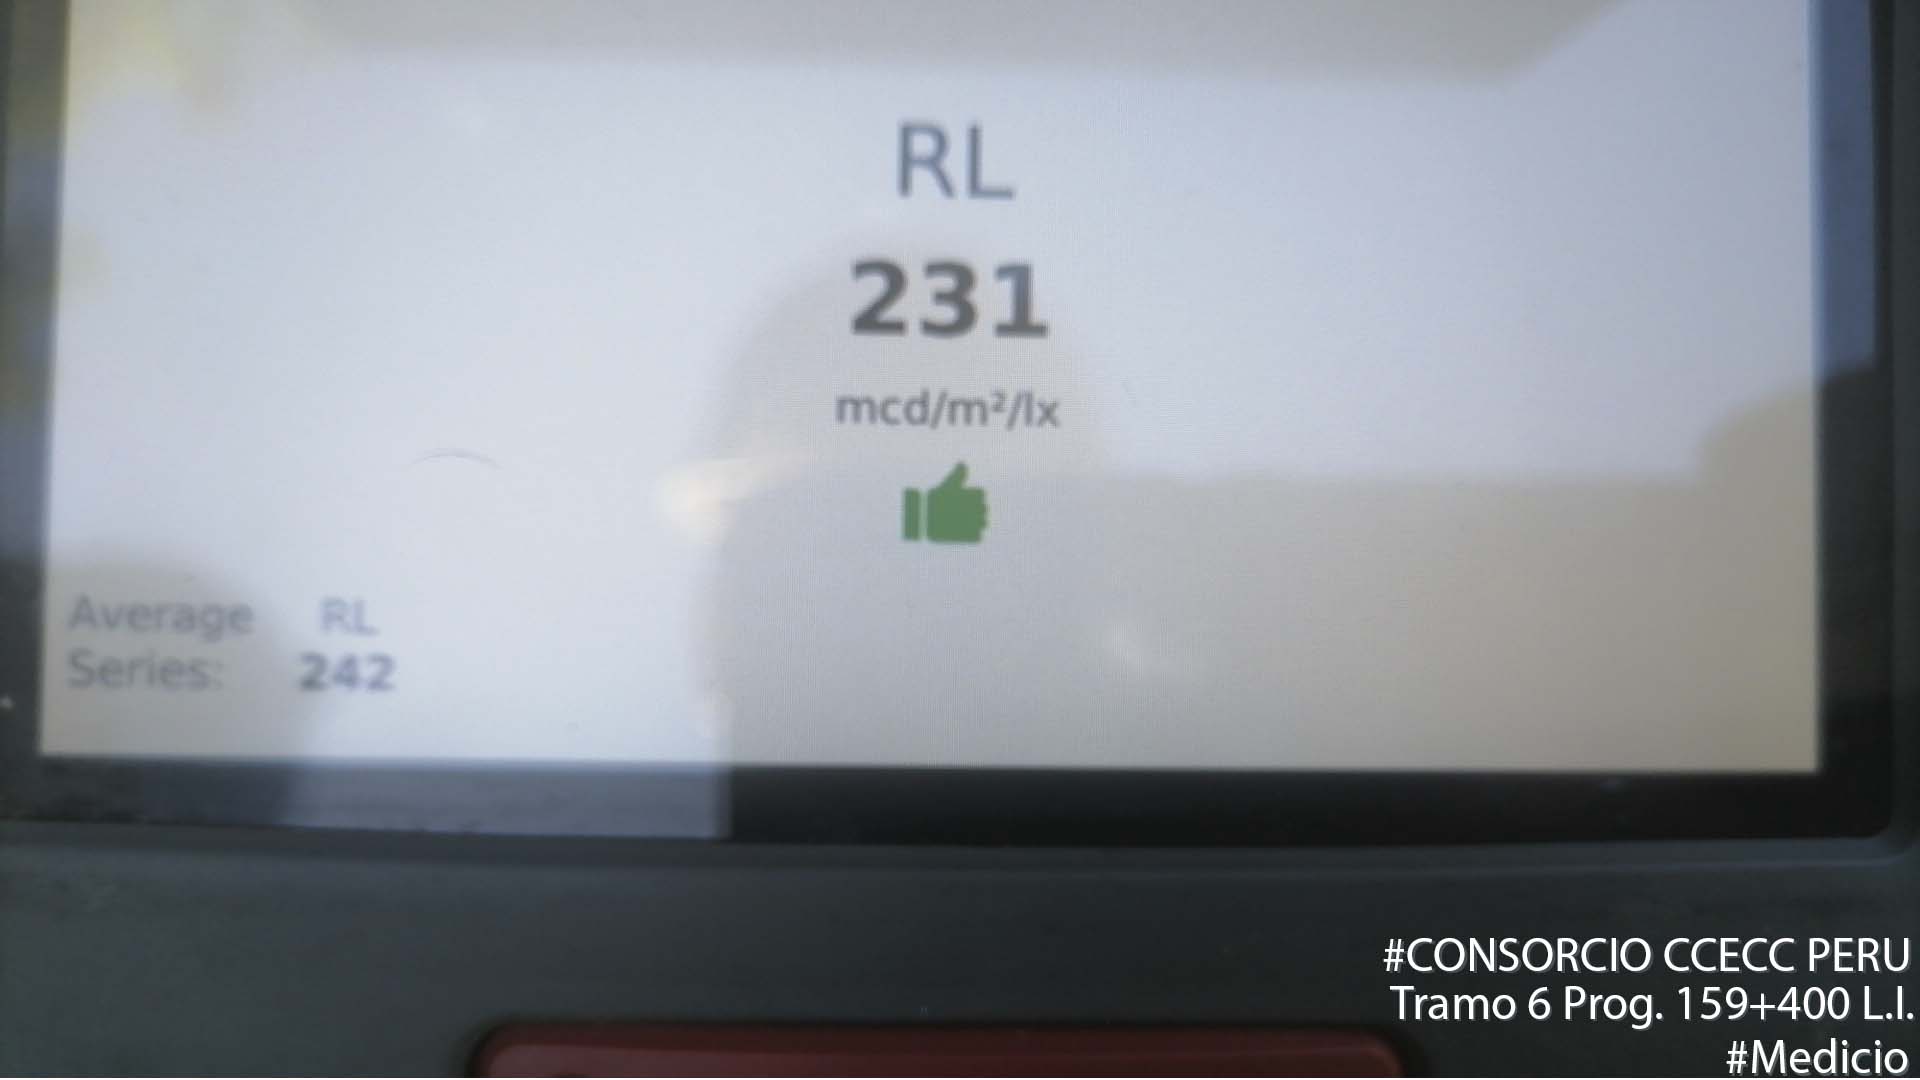 RL
231
mcd/m²/lx
Average RL
Series: 242
#CONSORCIO CCECC PERU
Tramo 6 Prog. 159+400 L.I.
#Medicio